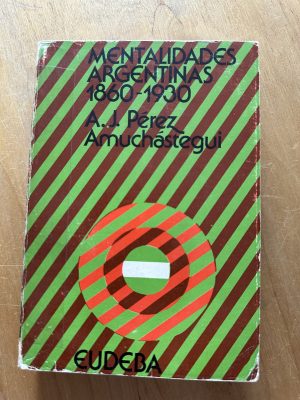 MENTALIDADES
ARGENTINAS
1860-1930
A. J. Pérez
Amuchástegui
EUDEBA